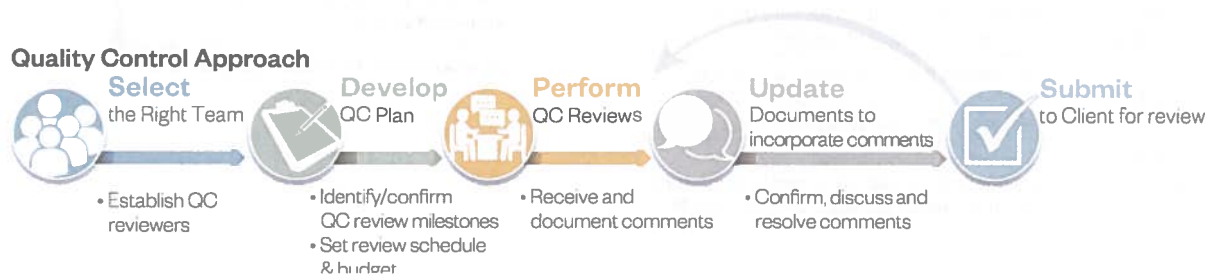 Quality Control Approach
Select
the Right Team
• Establish QC
reviewers
Develop
QC Plan
• Identify/confirm
QC review milestones
• Set review schedule
& budget
Perform
QC Reviews
• Receive and
document comments
Update
Documents to
incorporate comments
• Confirm, discuss and
resolve comments
Submit
to Client for review